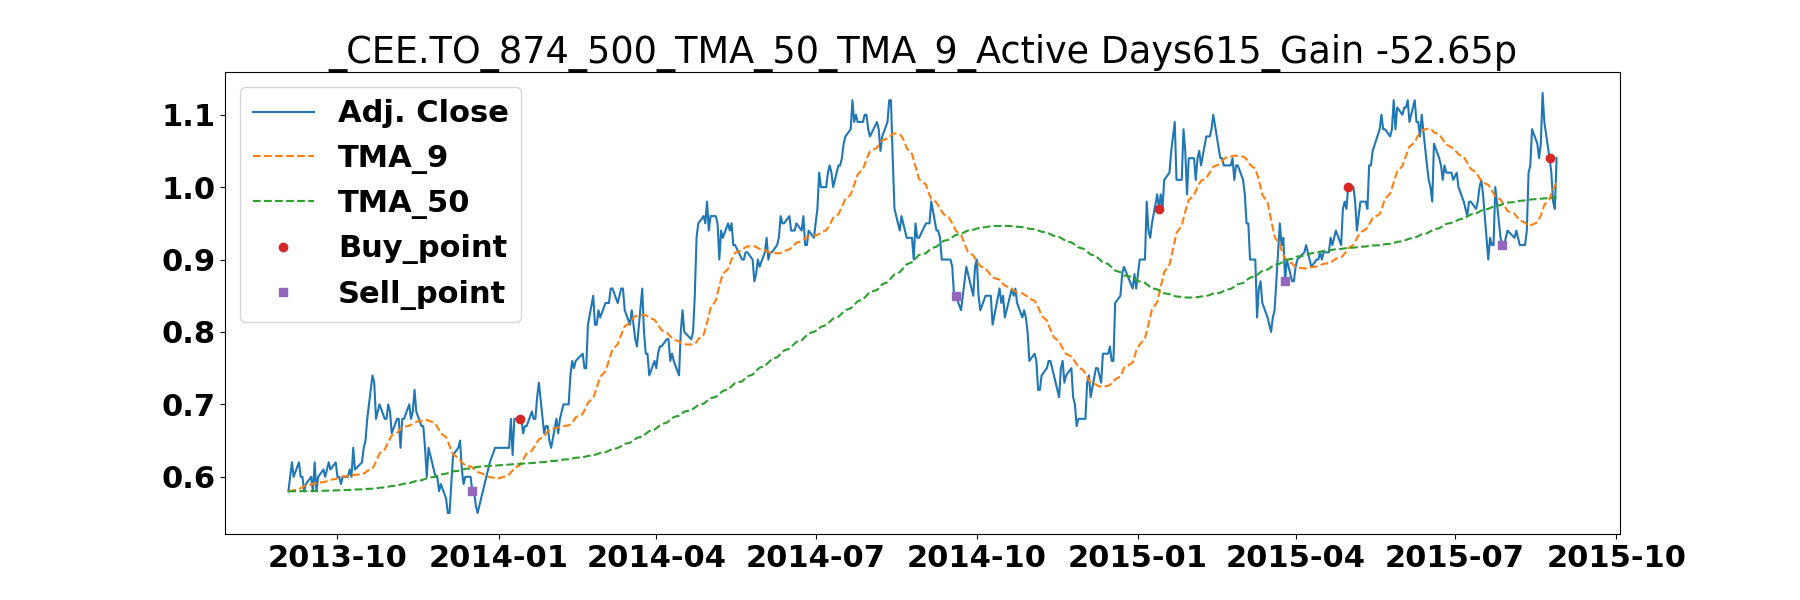 _CEE.TO_874_500_TMA_50_TMA_9_Active Days615_Gain -52.65p
Adj. Close
TMA_9
TMA_50
Buy_point
Sell_point
1.1
1.0
0.9
0.8
0.7
0.6
2013-10 2014-01 2014-04 2014-07 2014-10 2015-01 2015-04 2015-07 2015-10